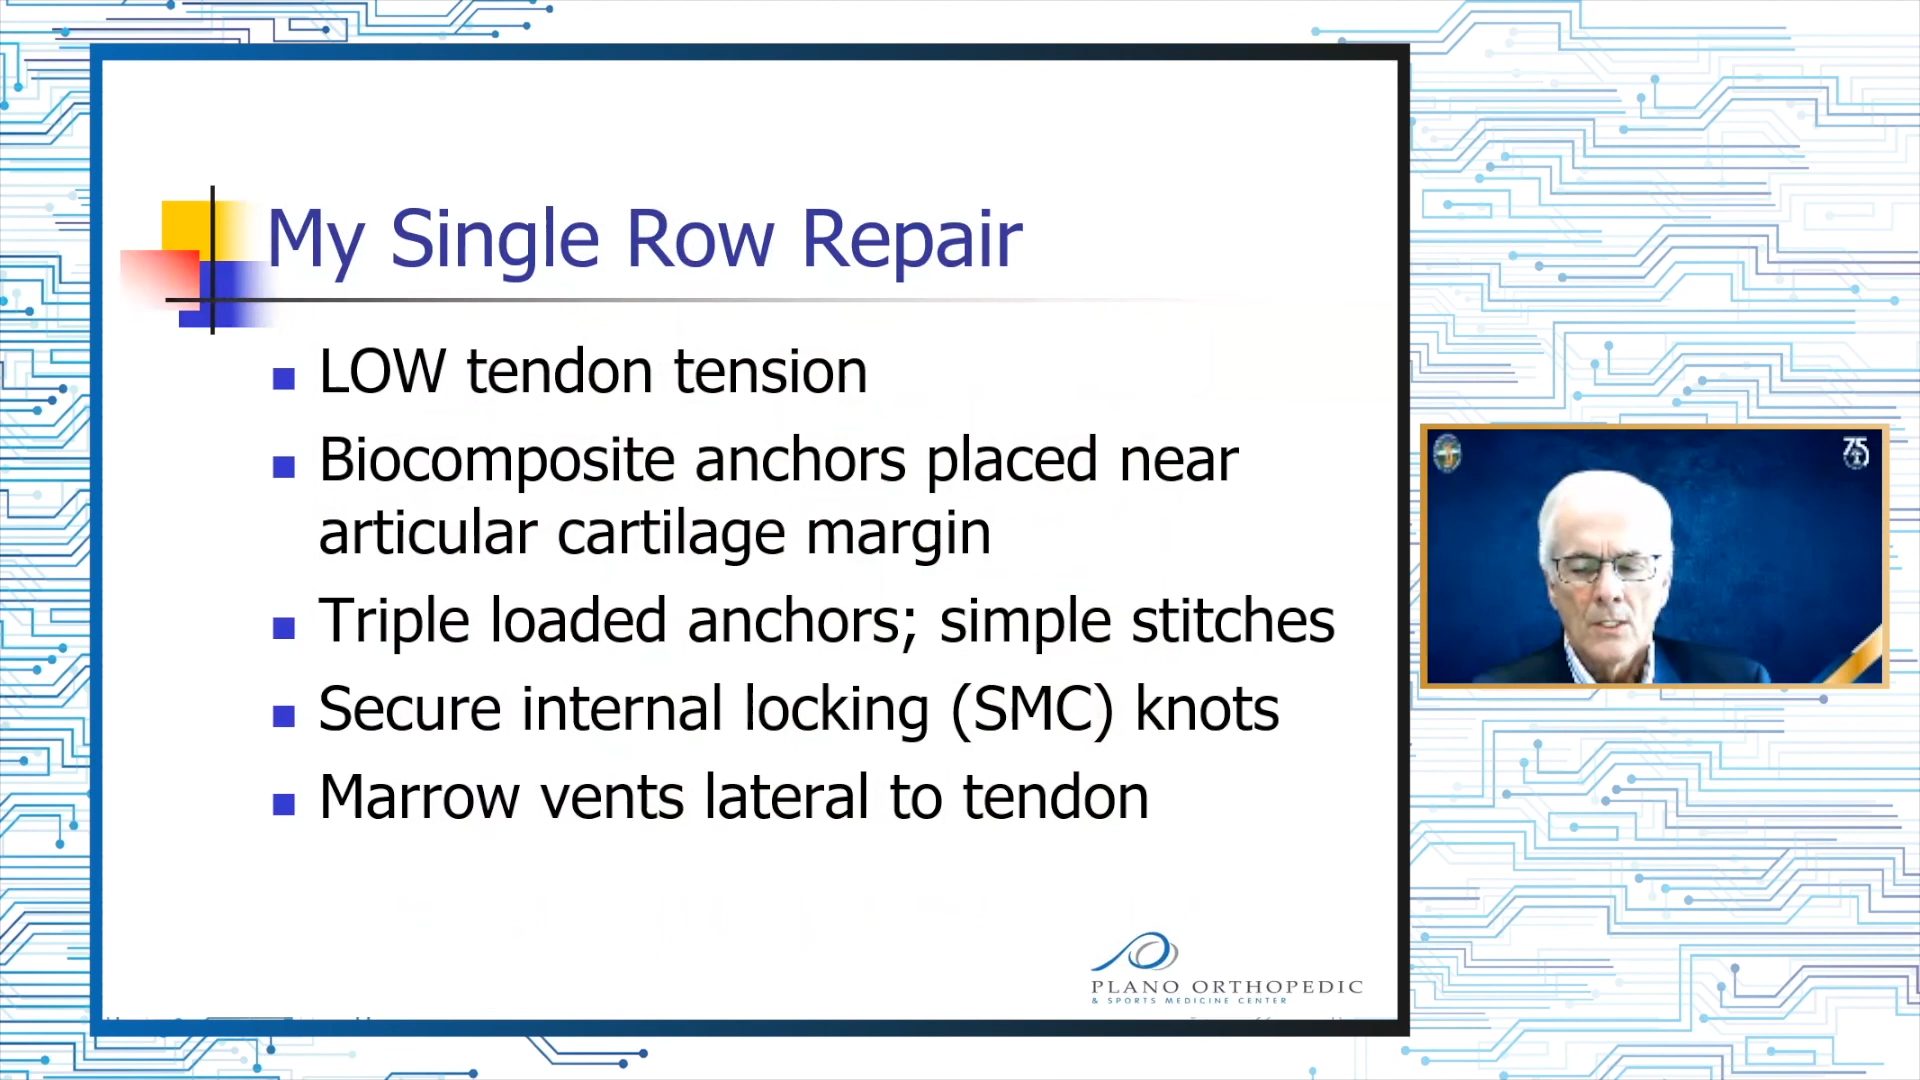 My Single Row Repair
LOW tendon tension
Biocomposite anchors placed near
articular cartilage margin
Triple loaded anchors; simple stitches
Secure internal locking (SMC) knots
Marrow vents lateral to tendon
PLANO ORTHOPEDIC
& SPORTS MEDICINE CENTER
75